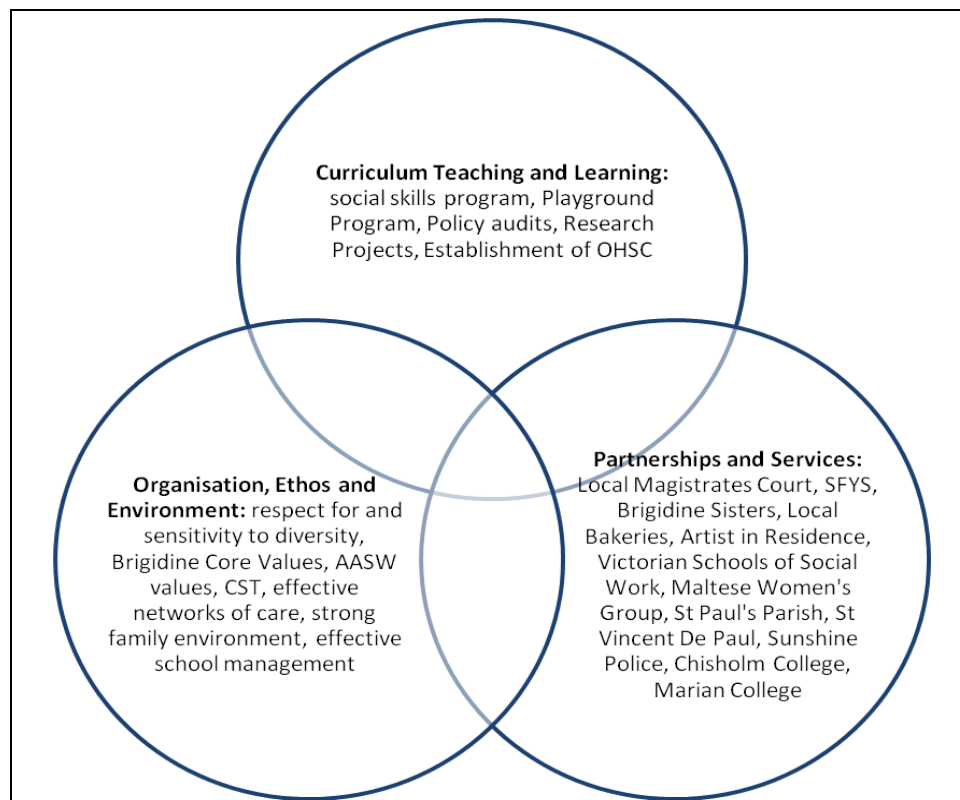 Curriculum Teaching and Learning:
social skills program, Playground
Program, Policy audits, Research
Projects, Establishment of OHSC
Organisation, Ethos and
Environment: respect for and
sensitivity to diversity,
Brigidine Core Values, AASW
values, CST, effective
networks of care, strong
family environment, effective
school management
Partnerships and Services:
Local Magistrates Court, SFYS,
Brigidine Sisters, Local
Bakeries, Artist in Residence,
Victorian Schools of Social
Work, Maltese Women's
Group, St Paul's Parish, St
Vincent De Paul, Sunshine
Police, Chisholm College,
Marian College